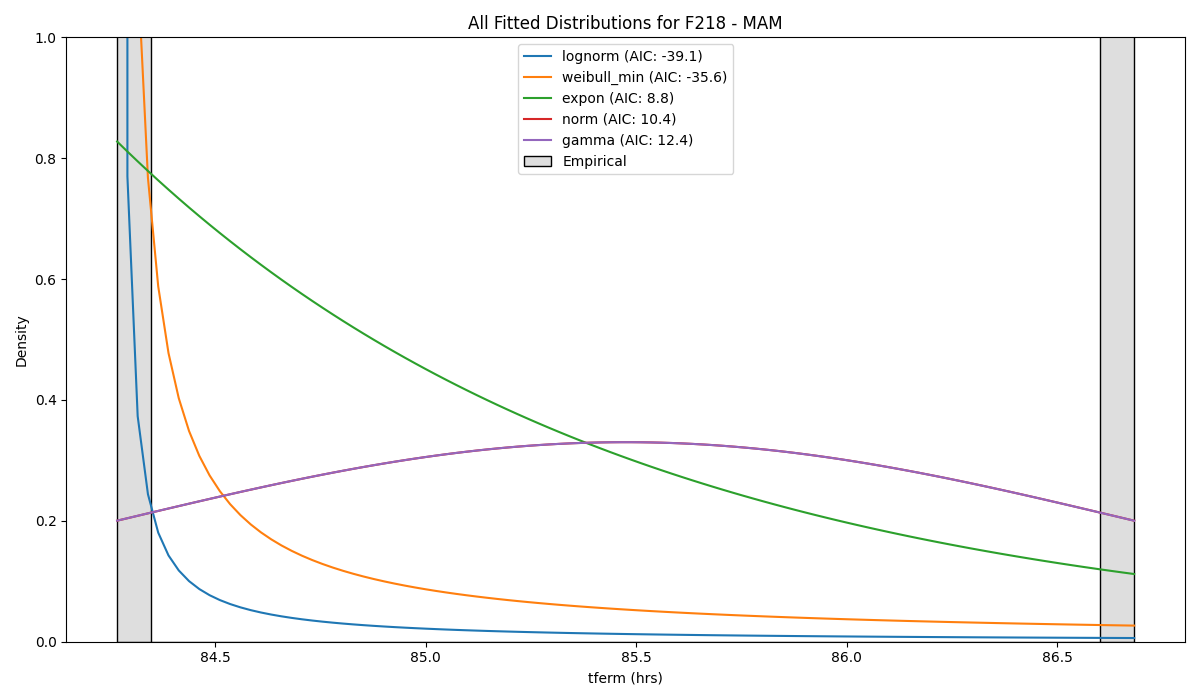 All Fitted Distributions for F218 - MAM
lognorm (AIC: -39.1)
weibull_min (AIC: -35.6)
expon (AIC: 8.8)
norm (AIC: 10.4)
gamma (AIC: 12.4)
Empirical
Density
1.0
0.8
0.6
0.4
0.2
0.0
84.5
85.0
85.5
86.0
86.5
tferm (hrs)